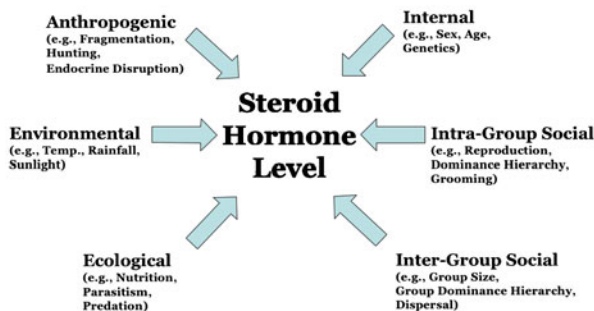 Anthropogenic
(e.g., Fragmentation,
Hunting,
Endocrine Disruption)
Internal
(e.g., Sex, Age,
Genetics)
Steroid
Hormone
Level
Environmental
(e.g., Temp., Rainfall,
Sunlight)
Intra-Group Social
(e.g., Reproduction,
Dominance Hierarchy,
Grooming)
Ecological
(e.g., Nutrition,
Parasitism,
Predation)
Inter-Group Social
(e.g., Group Size,
Group Dominance Hierarchy,
Dispersal)